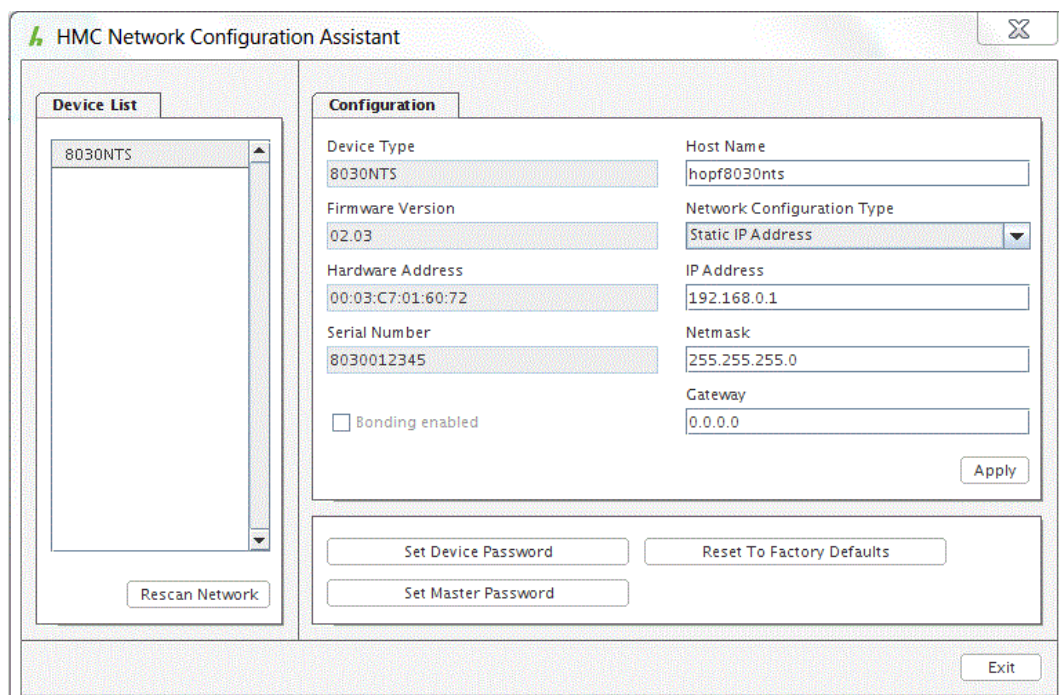 HMC Network Configuration Assistant
Device List
8030NTS
Rescan Network
Configuration
Device Type
8030NTS
Firmware Version
02.03
Hardware Address
00:03:C7:01:60:72
Serial Number
8030012345
Bonding enabled
Host Name
hopf8030nts
Network Configuration Type
Static IP Address
IP Address
192.168.0.1
Netmask
255.255.255.0
Gateway
0.0.0.0
Apply
Set Device Password
Reset To Factory Defaults
Set Master Password
Exit